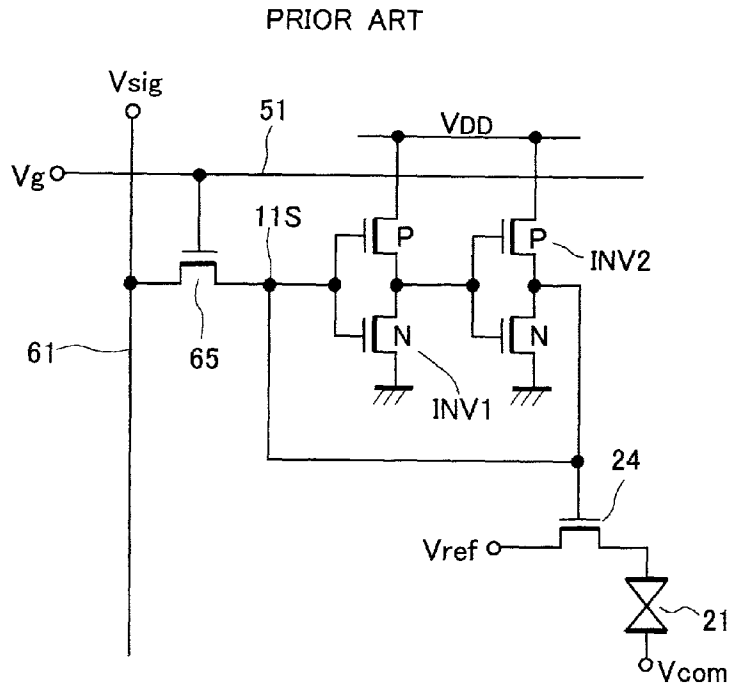 PRIOR ART
Vsig
51
VDD
Vg
11S
P
P
INV2
65
N
N
61
INV1
24
Vref
21
Vcom